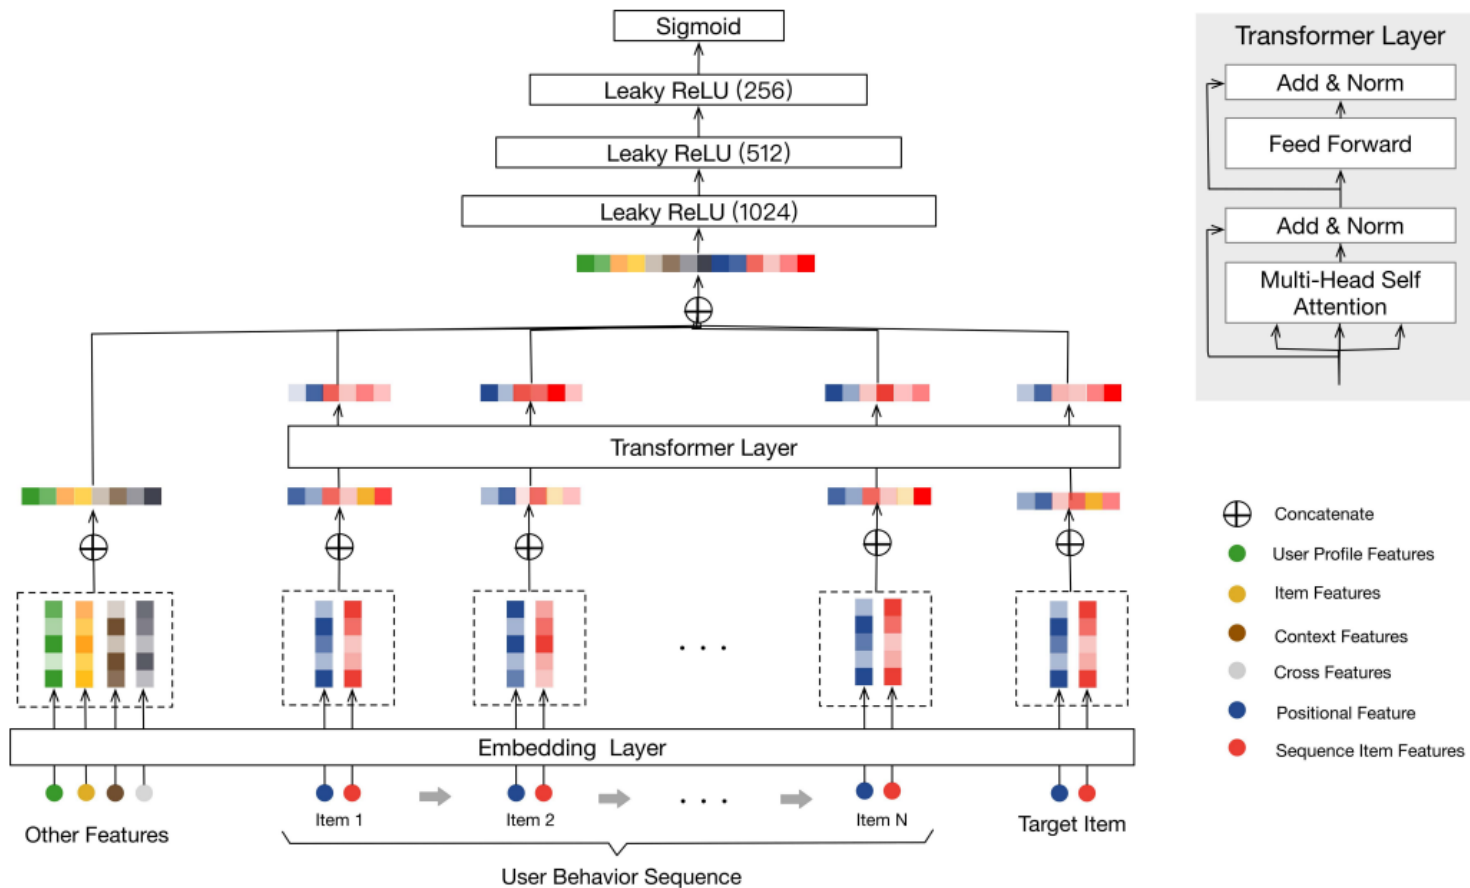 Sigmoid
Leaky ReLU (256)
Leaky ReLU (512)
Leaky ReLU (1024)
Transformer Layer
Embedding Layer
Other Features
Item 1
Item 2
. . .
Item N
Target Item
User Behavior Sequence
Transformer Layer
Add & Norm
Feed Forward
Add & Norm
Multi-Head Self
Attention
Concatenate
User Profile Features
Item Features
Context Features
Cross Features
Positional Feature
Sequence Item Features